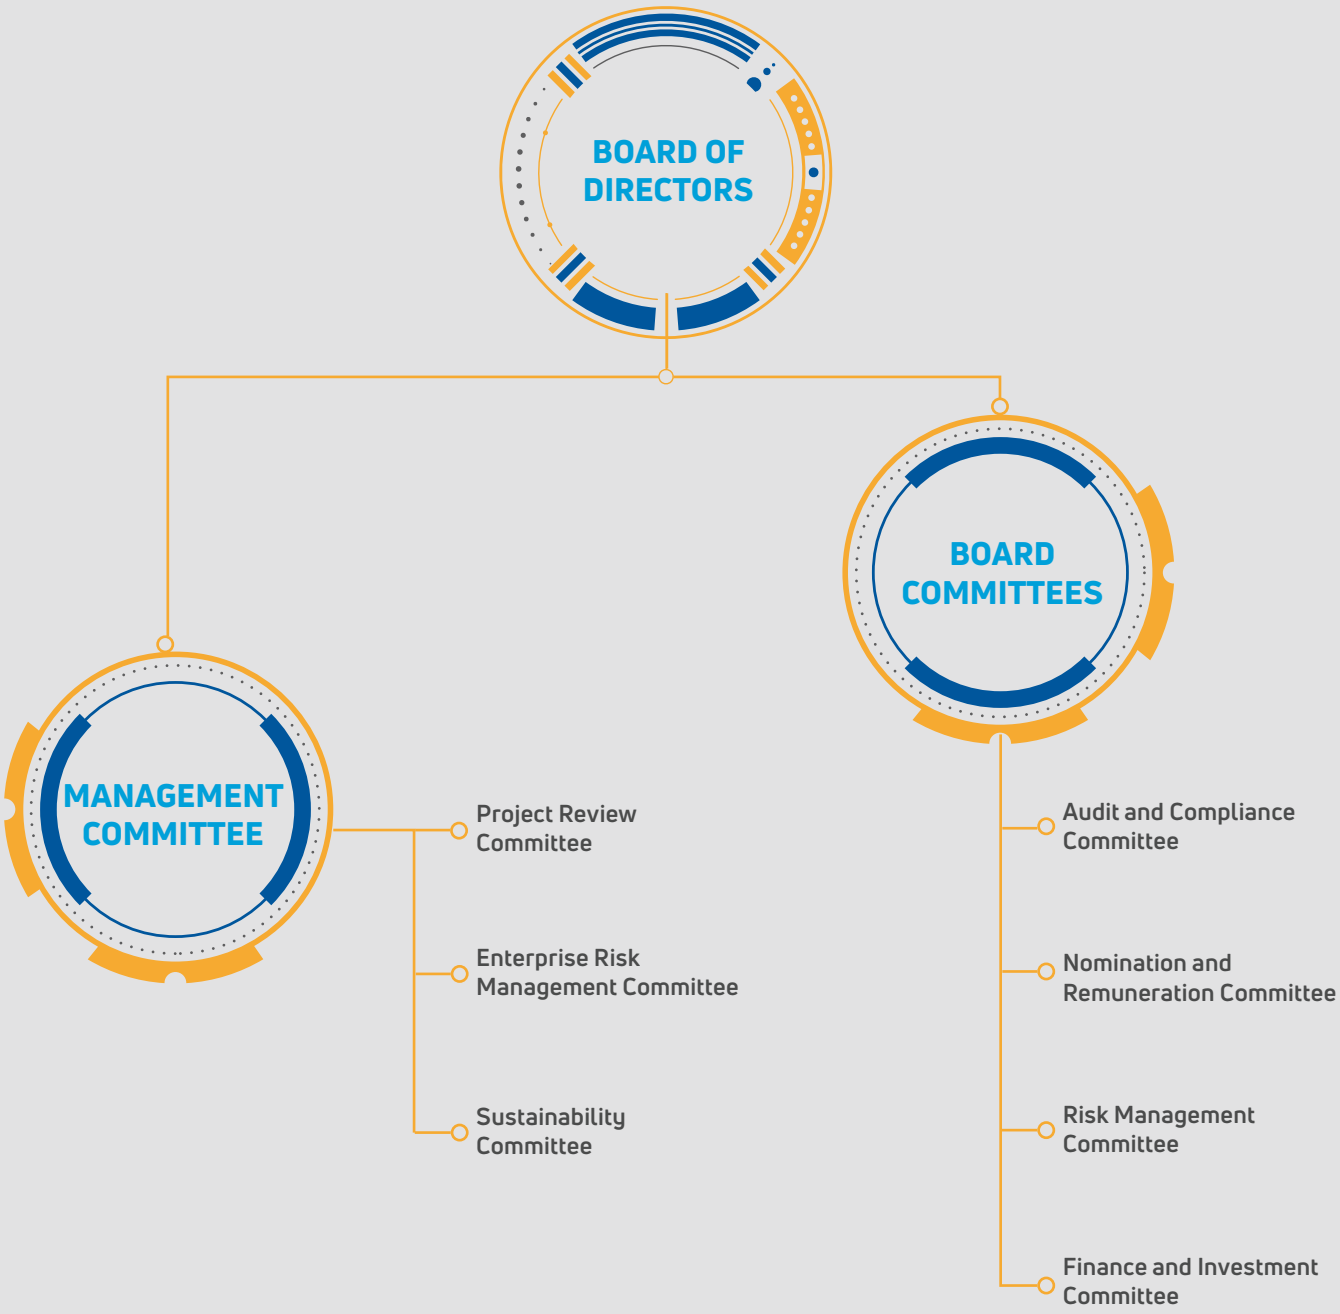 BOARD OF
DIRECTORS
BOARD
COMMITTEES
MANAGEMENT
COMMITTEE
Project Review
Committee
Enterprise Risk
Management Committee
Sustainability
Committee
Audit and Compliance
Committee
Nomination and
Remuneration Committee
Risk Management
Committee
Finance and Investment
Committee